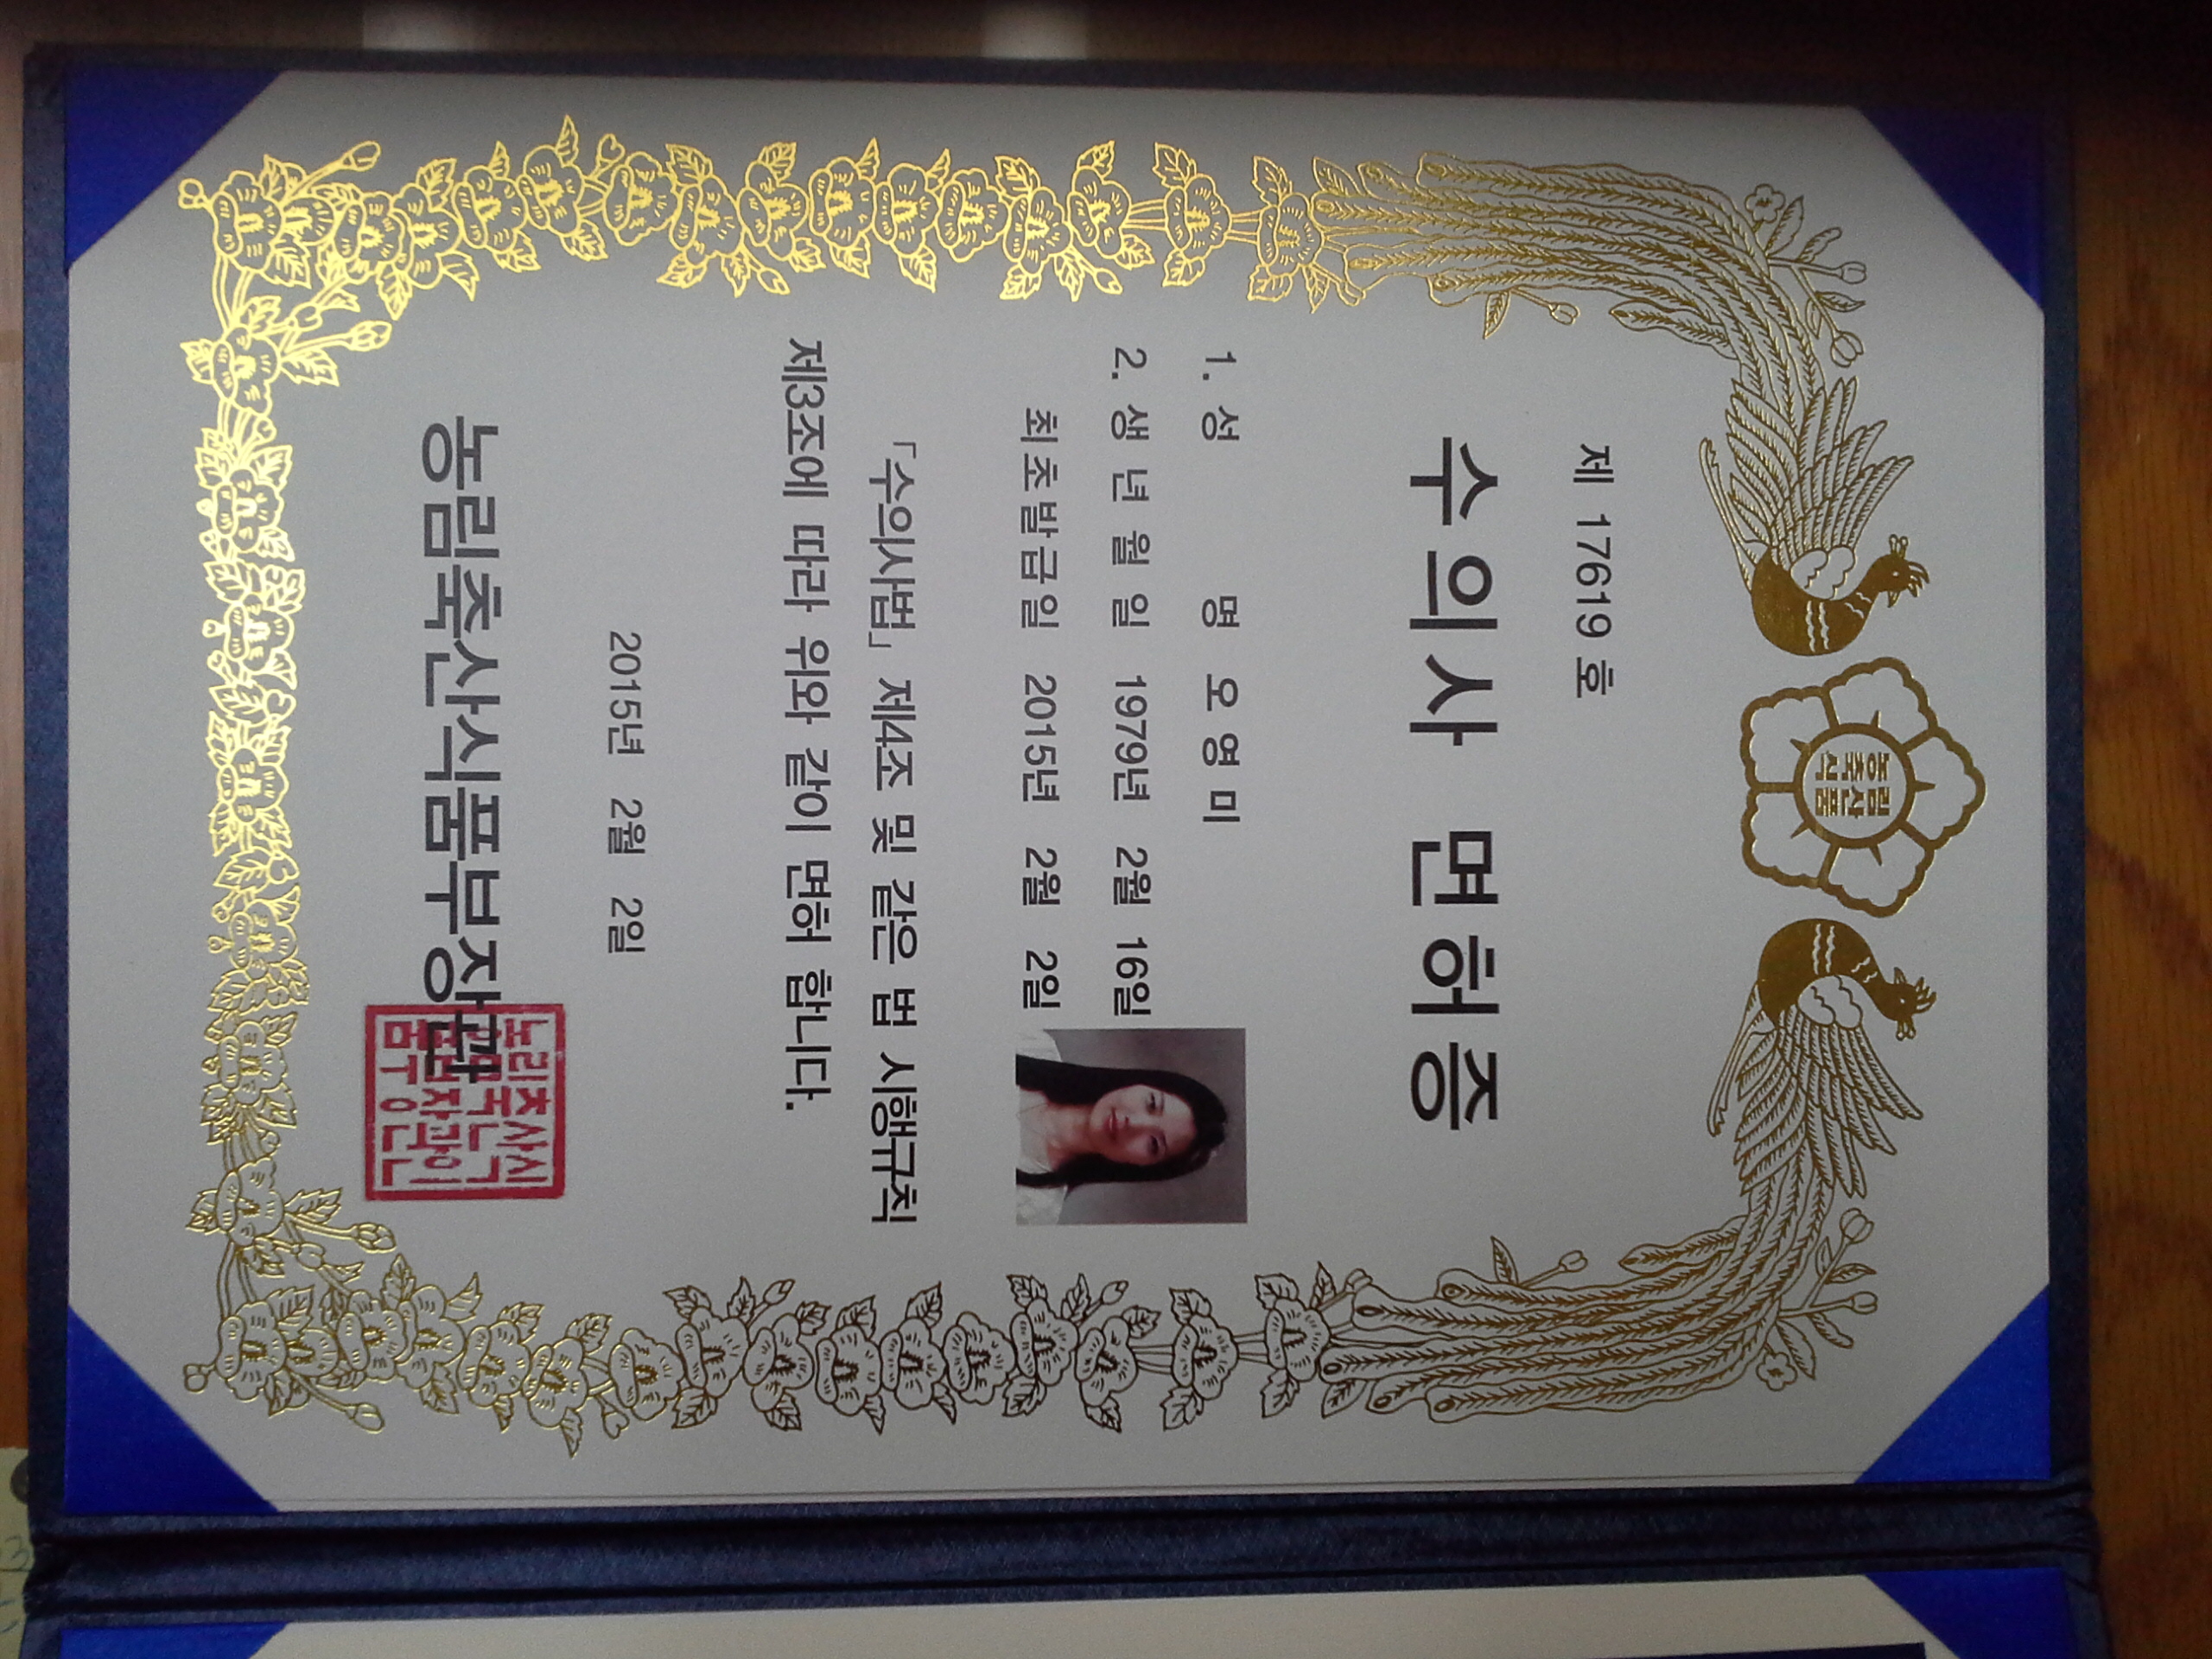 농림
축산
식품
제 17619 호
수의사 면허증
1. 성 명 오 영 미
2. 생 년 월 일 1979년 2월 16일
최초발급일 2015년 2월 2일
「수의사법」 제4조 및 같은 법 시행규칙
제3조에 따라 위와 같이 면허 합니다.
2015년 2월 2일
농림축산식품부장관
농림축산식
품부장관인